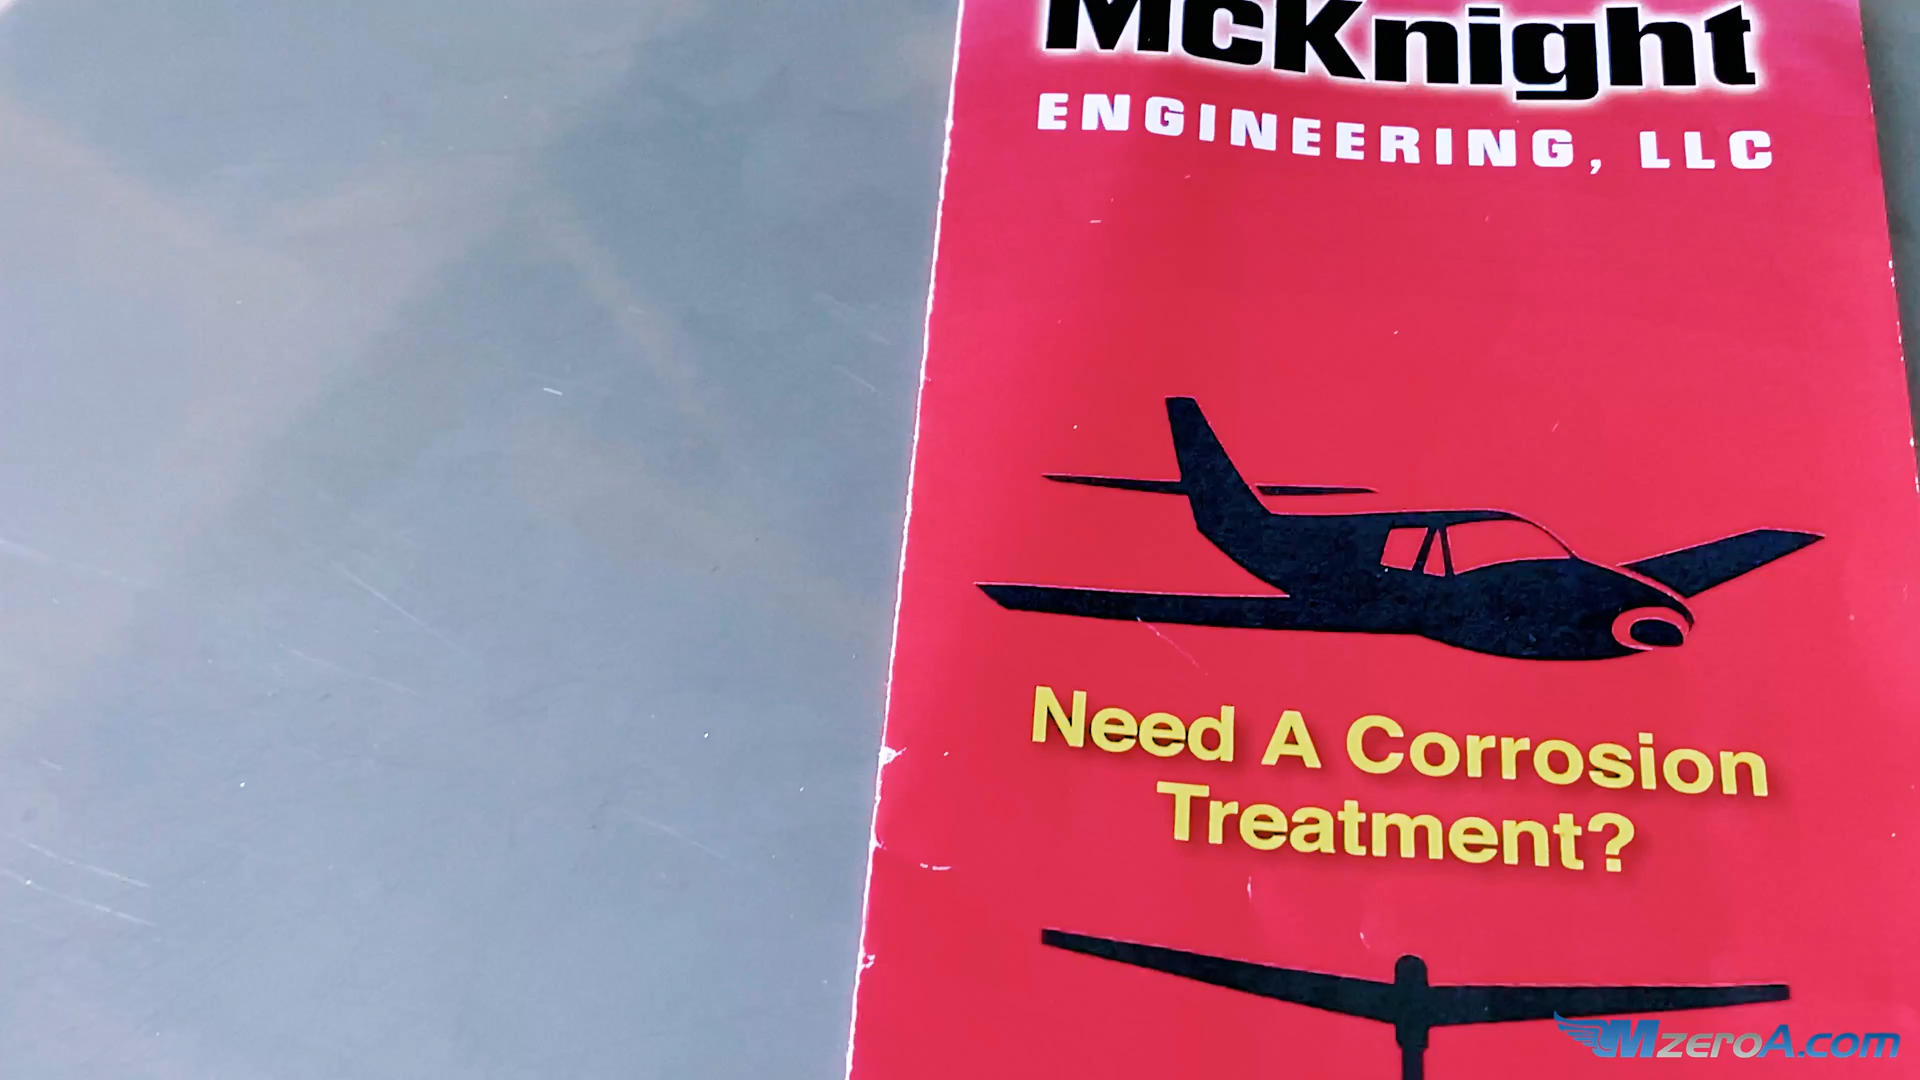 McKnight
ENGINEERING, LLC
Need A Corrosion
Treatment?
MzeroA.com